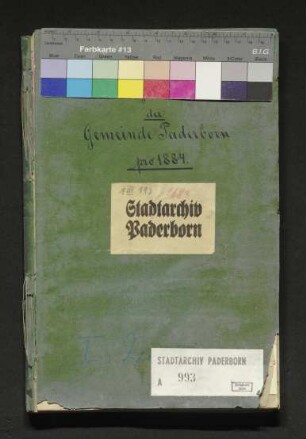 Farbkarte #13
B.I.G.
der
Gemeinde Paderborn
pro 1884.
Stadtarchiv
Paderborn
STADTARCHIV PADERBORN
A 993